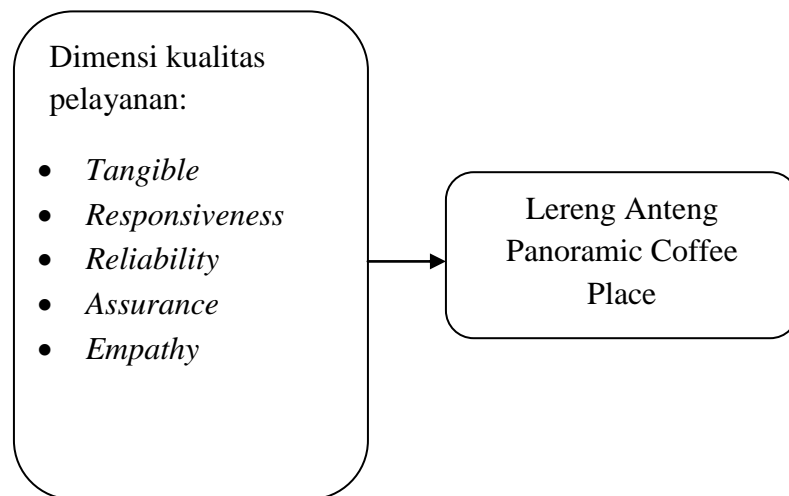 Dimensi kualitas
pelayanan:
• Tangible
• Responsiveness
• Reliability
• Assurance
• Empathy
Lereng Anteng
Panoramic Coffee
Place